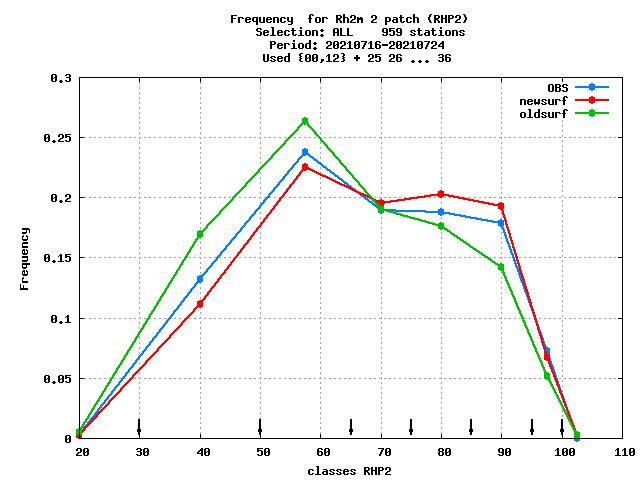 Frequency  for Rh2m 2 patch (RHP2)
Selection: ALL    959 stations
Period: 20210716-20210724
Used {00,12} + 25 26 ... 36
0.3
0.25
0.2
0.15
0.1
0.05
0
Frequency
OBS
newsurf
oldsurf
20 30 40 50 60 70 80 90 100 110
classes RHP2